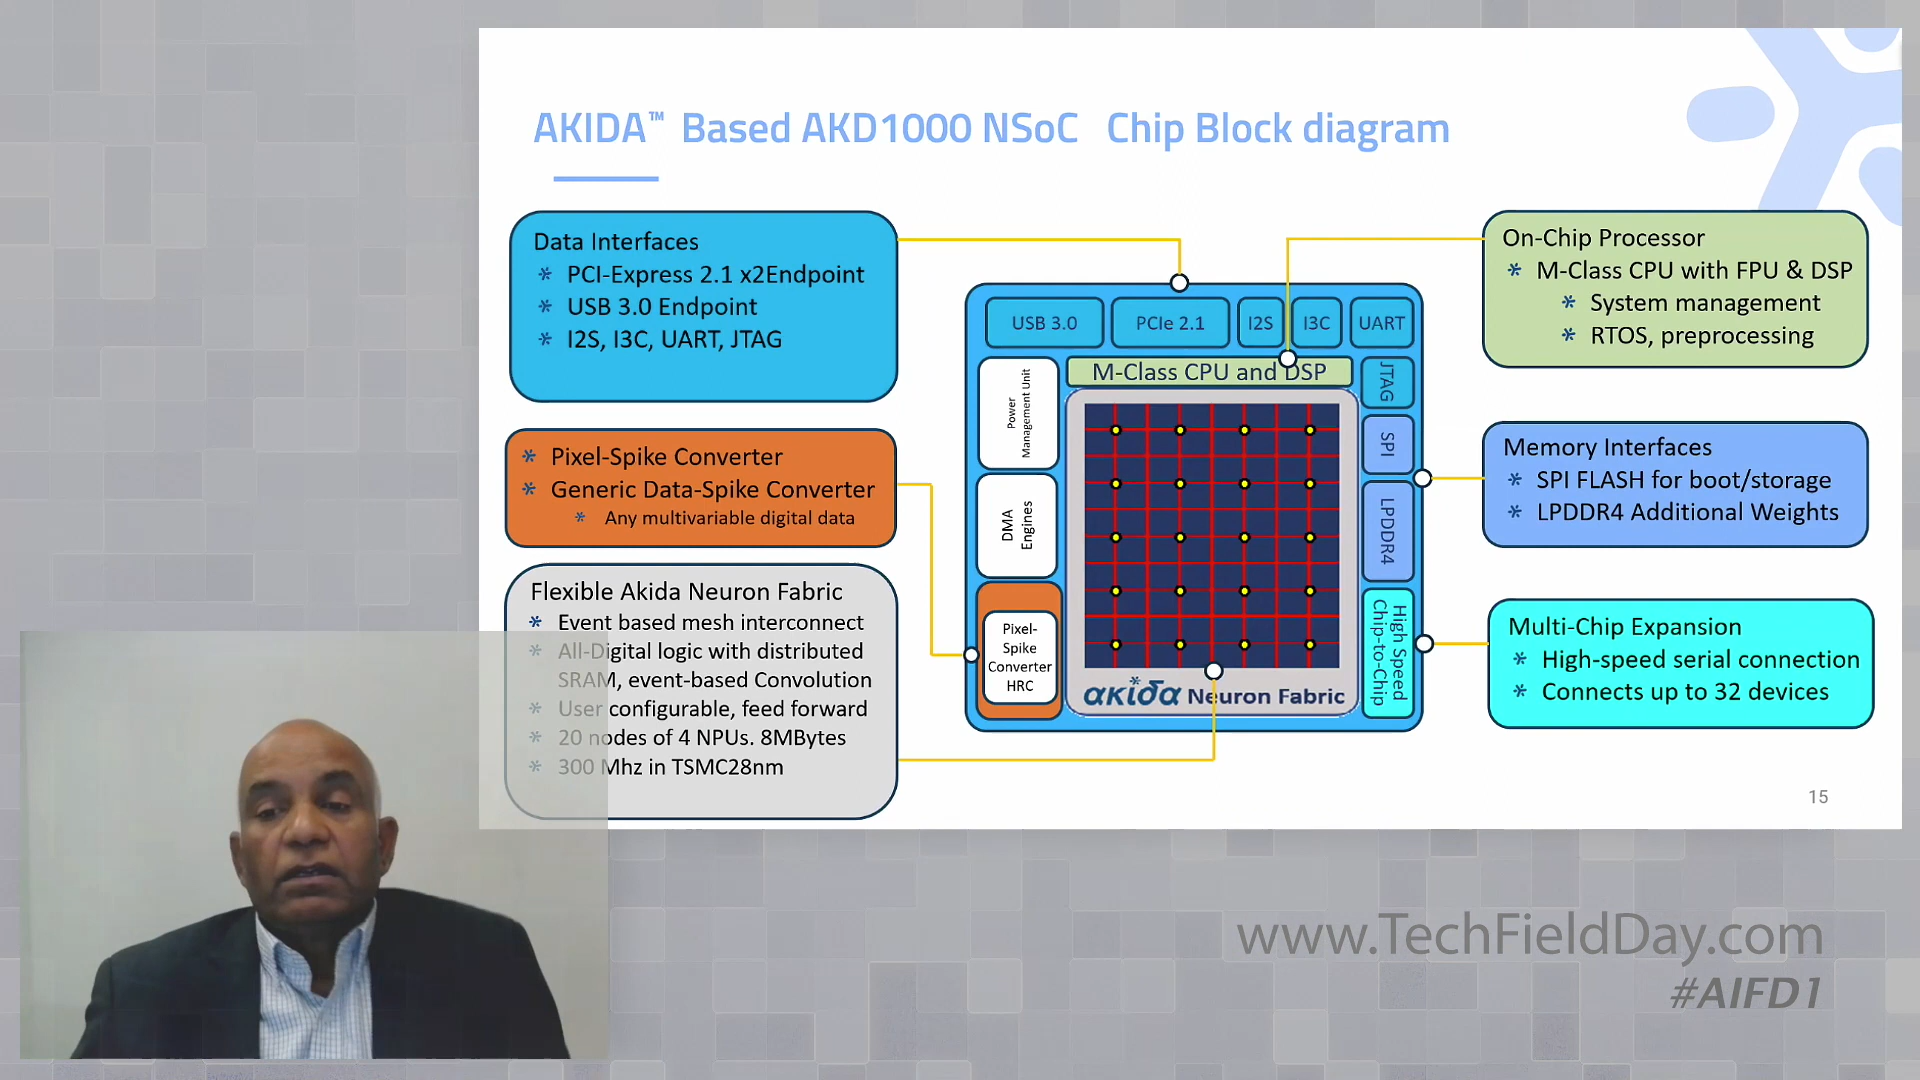 AKIDA™ Based AKD1000 NSoC Chip Block diagram
Data Interfaces
* PCI-Express 2.1 x2Endpoint
* USB 3.0 Endpoint
* I2S, I3C, UART, JTAG
* Pixel-Spike Converter
* Generic Data-Spike Converter
* Any multivariable digital data
Flexible Akida Neuron Fabric
* Event based mesh interconnect
* All-Digital logic with distributed
SRAM, event-based Convolution
* User configurable, feed forward
* 20 nodes of 4 NPUs. 8MBytes
* 300 Mhz in TSMC28nm
USB 3.0
PCIe 2.1
I2S
I3C
UART
M-Class CPU and DSP
Power
Management Unit
DMA
Engines
Pixel-
Spike
Converter
HRC
JTAG
SPI
LPDDR4
High Speed
Chip-to-Chip
akida Neuron Fabric
On-Chip Processor
* M-Class CPU with FPU & DSP
* System management
* RTOS, preprocessing
Memory Interfaces
* SPI FLASH for boot/storage
* LPDDR4 Additional Weights
Multi-Chip Expansion
* High-speed serial connection
* Connects up to 32 devices
15
www.TechFieldDay.com
#AIFD1